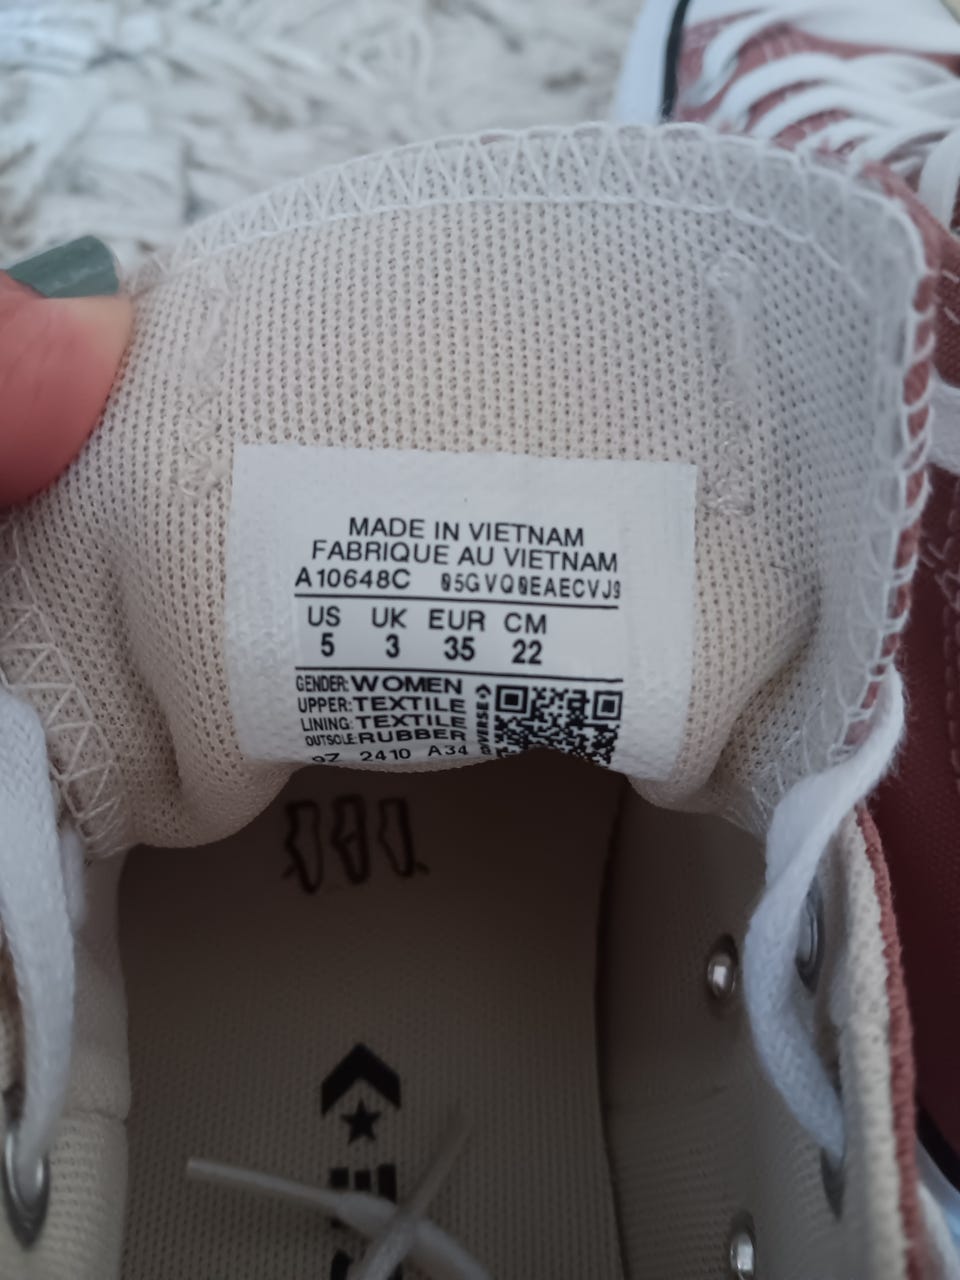 MADE IN VIETNAM
FABRIQUE AU VIETNAM
A10648C 05GVQ0EAECVJ9
US UK EUR CM
5 3 35 22
GENDER: WOMEN
UPPER: TEXTILE
LINING: TEXTILE
OUTSOLE: RUBBER
2410 A34